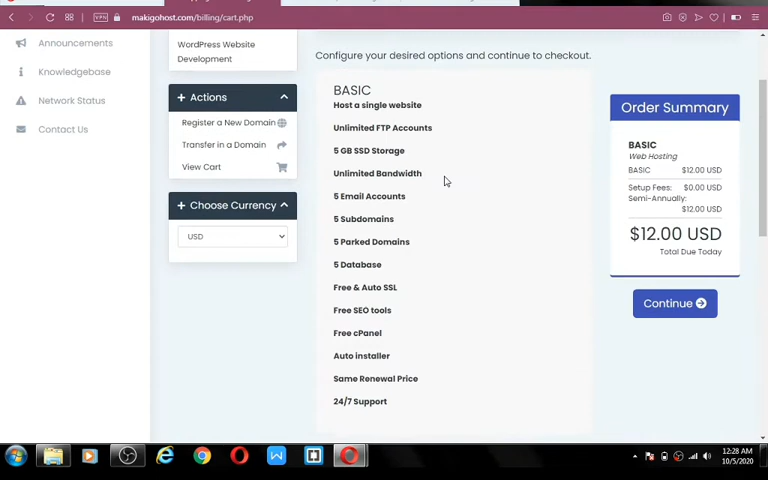 VPN
makigohost.com/billing/cart.php
Announcements
Knowledgebase
Network Status
Contact Us
WordPress Website
Development
+ Actions
Register a New Domain
Transfer in a Domain
View Cart
+ Choose Currency
USD
Configure your desired options and continue to checkout.
BASIC
Host a single website
Unlimited FTP Accounts
5 GB SSD Storage
Unlimited Bandwidth
5 Email Accounts
5 Subdomains
5 Parked Domains
5 Database
Free & Auto SSL
Free SEO tools
Free cPanel
Auto installer
Same Renewal Price
24/7 Support
Order Summary
BASIC
Web Hosting
BASIC $12.00 USD
Setup Fees: $0.00 USD
Semi-Annually:
$12.00 USD
$12.00 USD
Total Due Today
Continue
12:28 AM
10/5/2020